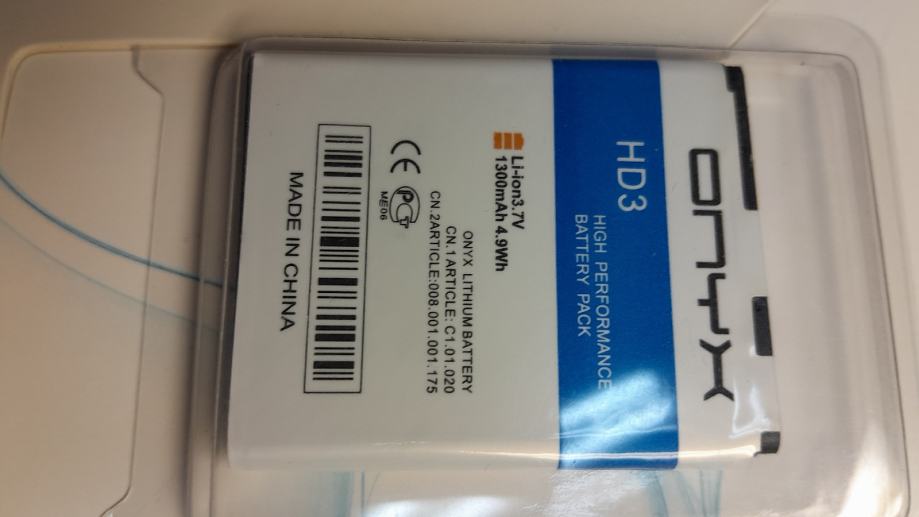 ONYX
HD3
HIGH PERFORMANCE
BATTERY PACK
Li-ion3.7V
1300mAh 4.9Wh
ONYX LITHIUM BATTERY
CN.1ARTICLE: C1.01.020
CN.2ARTICLE:008.001.001.175
CE
РСТ
ME06
MADE IN CHINA